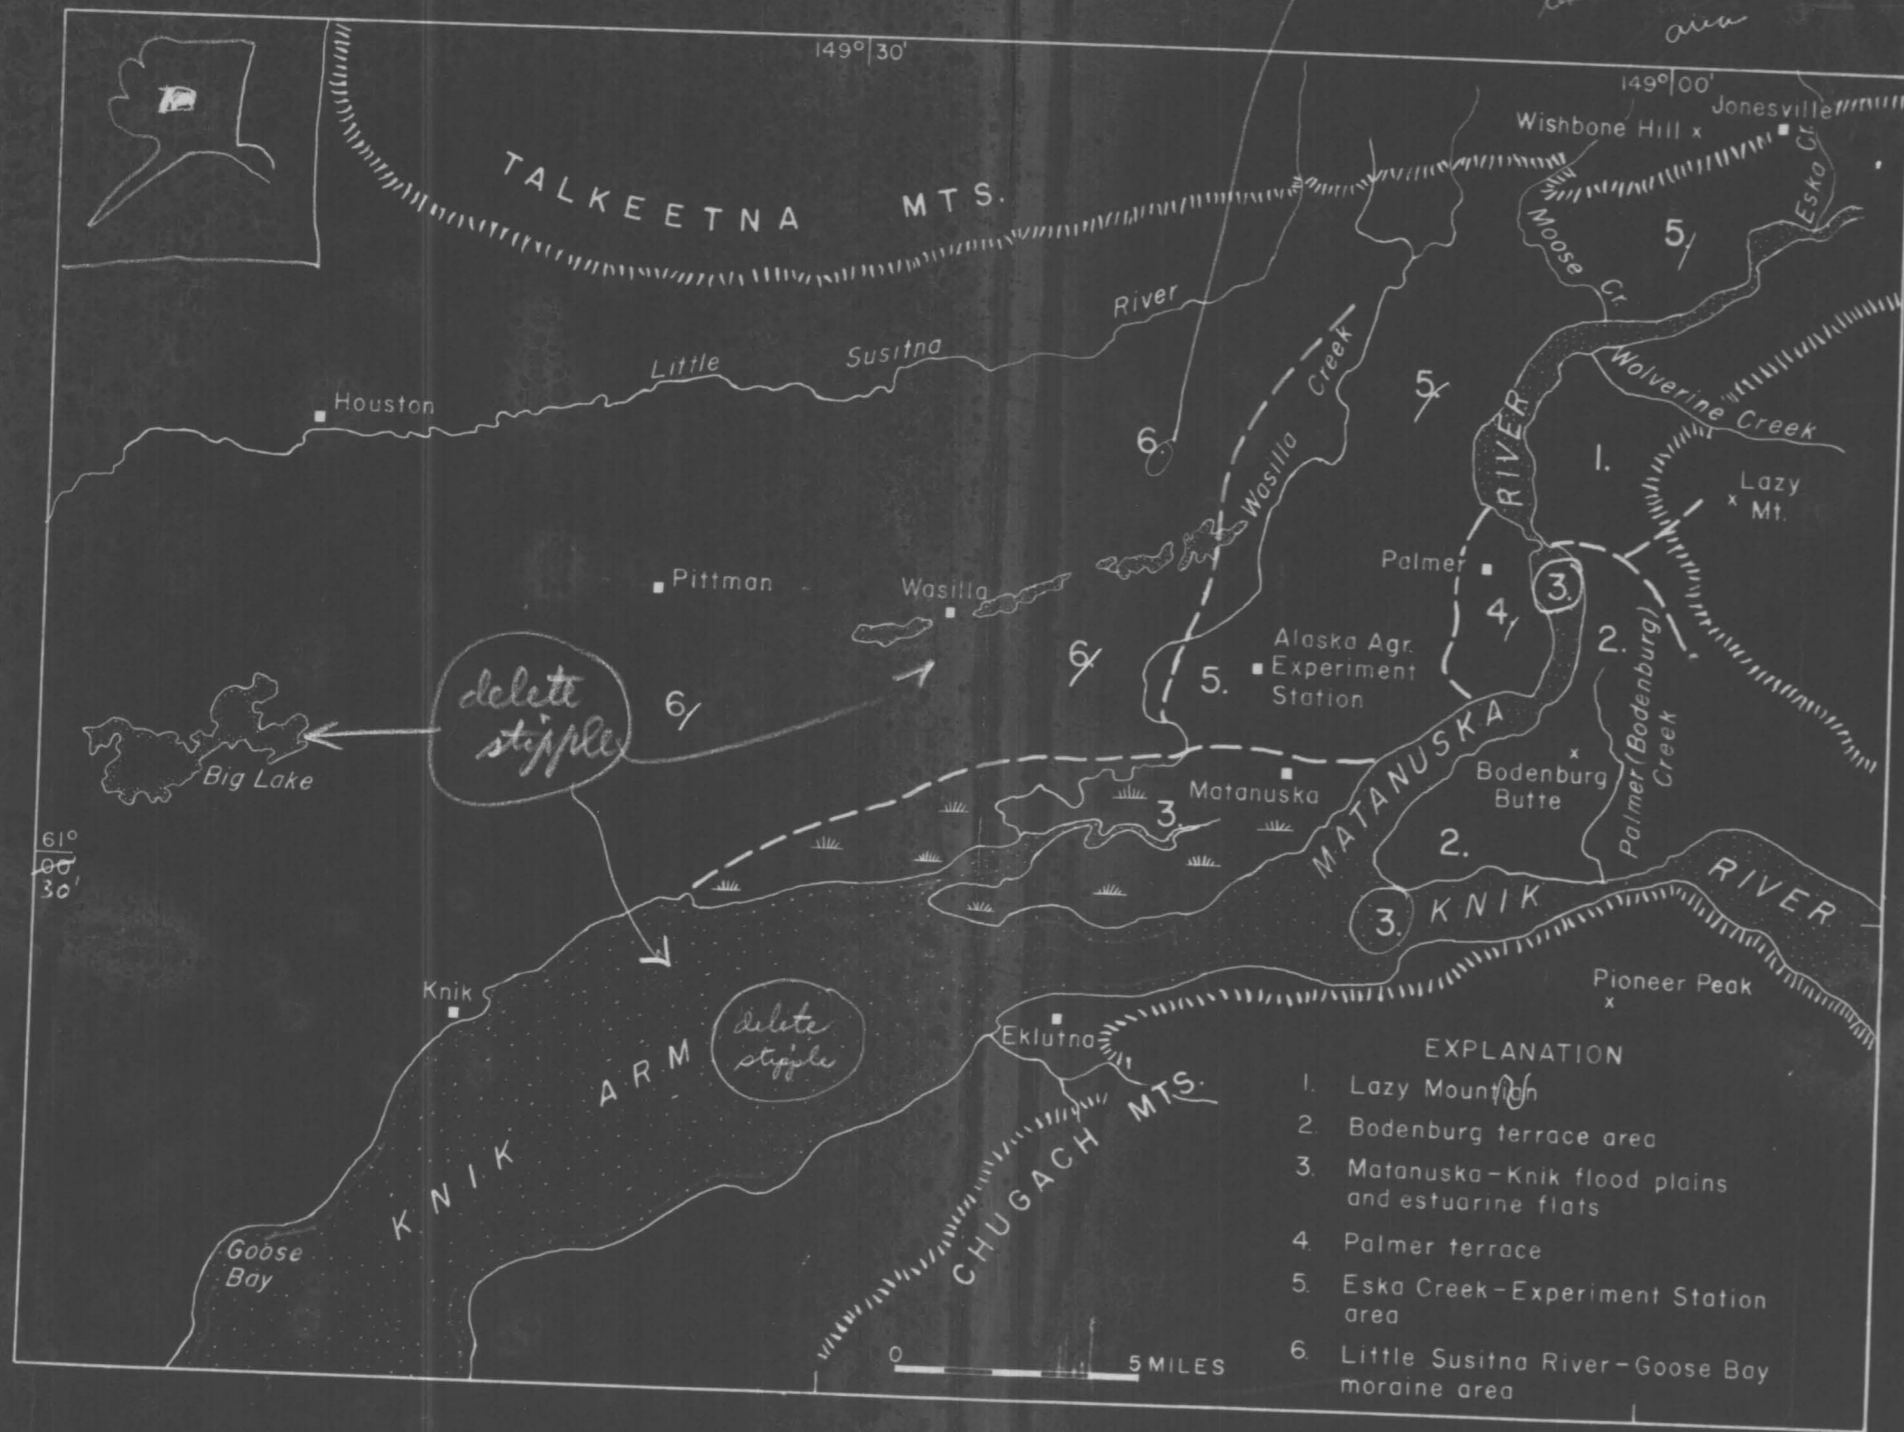 area
149° 30'
149° 00'
Jonesville
Wishbone Hill x
TALKEETNA MTS.
Eska Cr.
Moose Cr.
5.
River
Little Susitna
Creek
Wasilla
5
Houston
6.
RIVER
Wolverine Creek
1.
Lazy
x Mt.
Palmer
3.
Pittman
Wasilla
4
2.
Palmer (Bodenburg)
Creek
Alaska Agr.
Experiment
Station
6
5.
delete
stipple
6
Big Lake
MATANUSKA
x
Bodenburg
Butte
Matanuska
3.
61°
00
30'
2.
KNIK RIVER
3.
Knik
Pioneer Peak
x
delete
stipple
Eklutna
KNIK ARM
CHUGACH MTS.
Goose
Bay
EXPLANATION
1. Lazy Mountian
2. Bodenburg terrace area
3. Matanuska-Knik flood plains
and estuarine flats
4. Palmer terrace
5. Eska Creek-Experiment Station
area
6. Little Susitna River-Goose Bay
moraine area
0 5 MILES